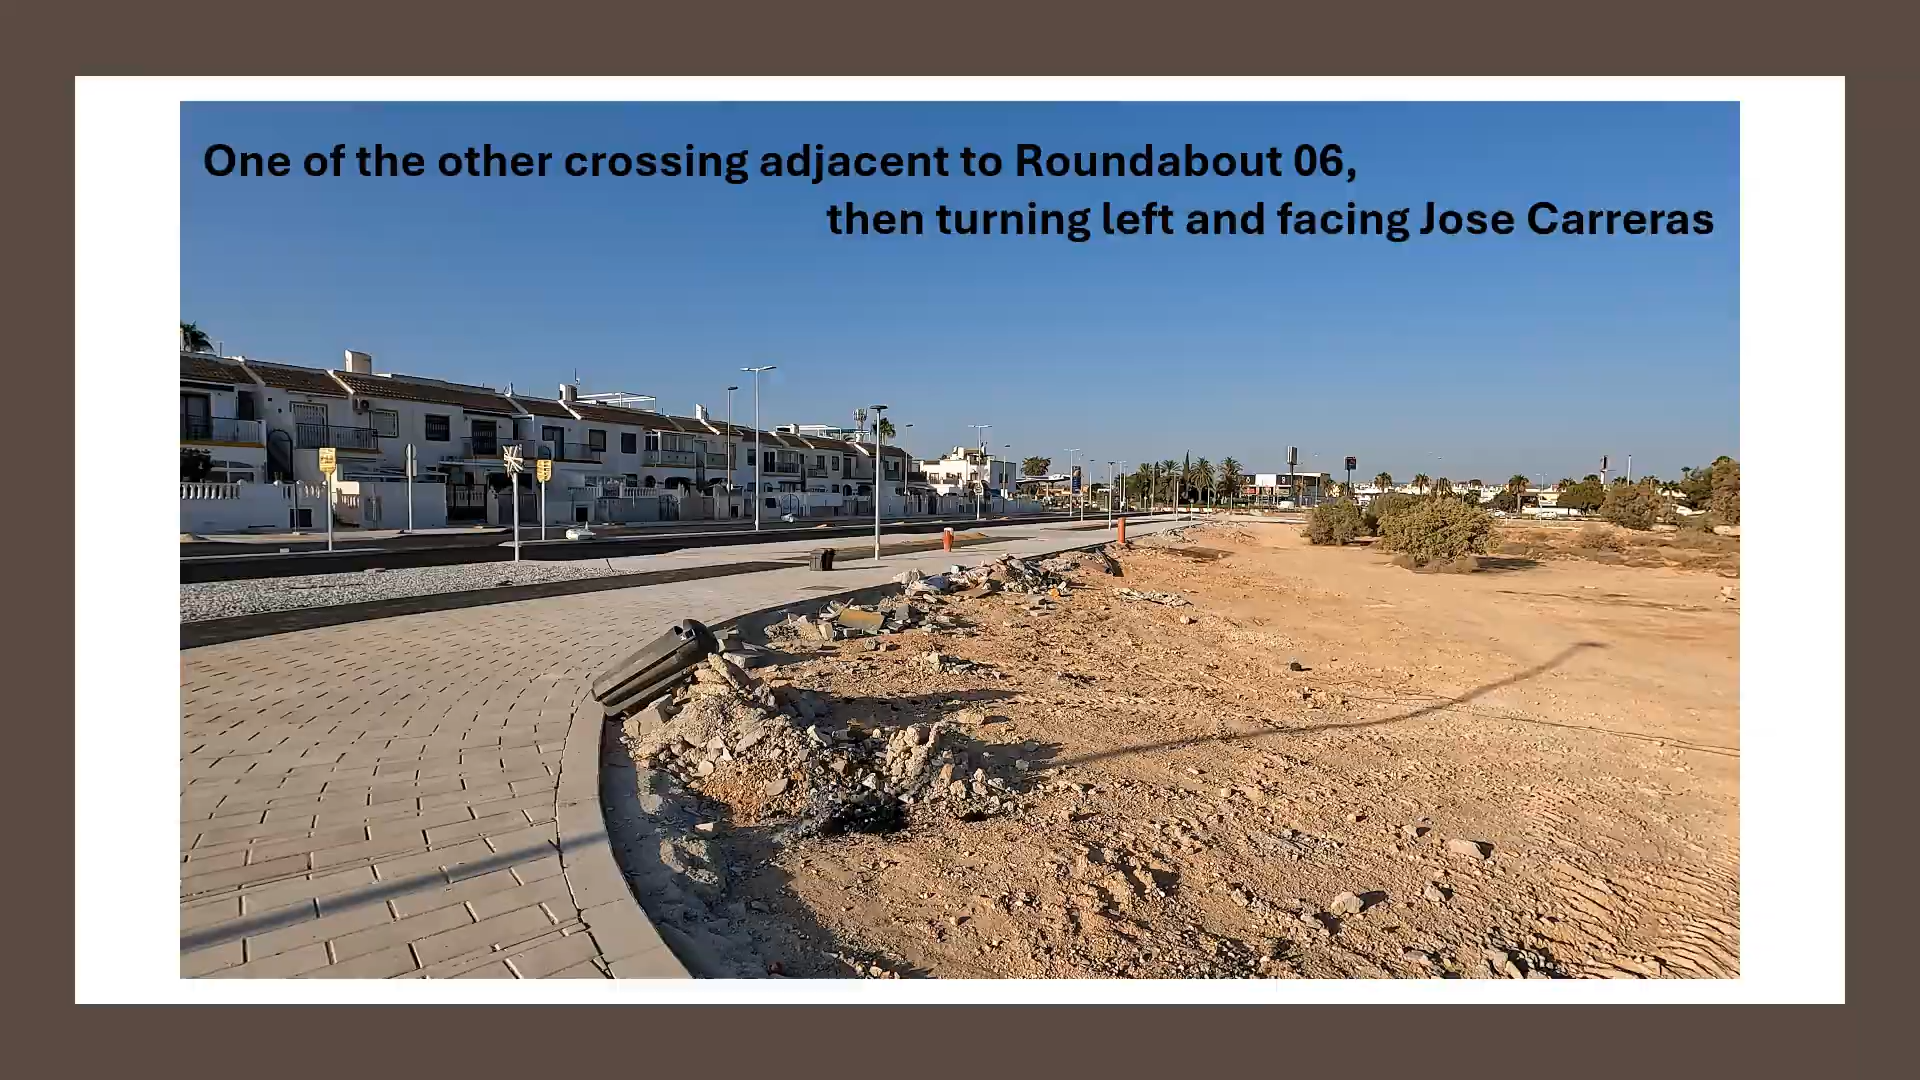 One of the other crossing adjacent to Roundabout 06,
then turning left and facing Jose Carreras